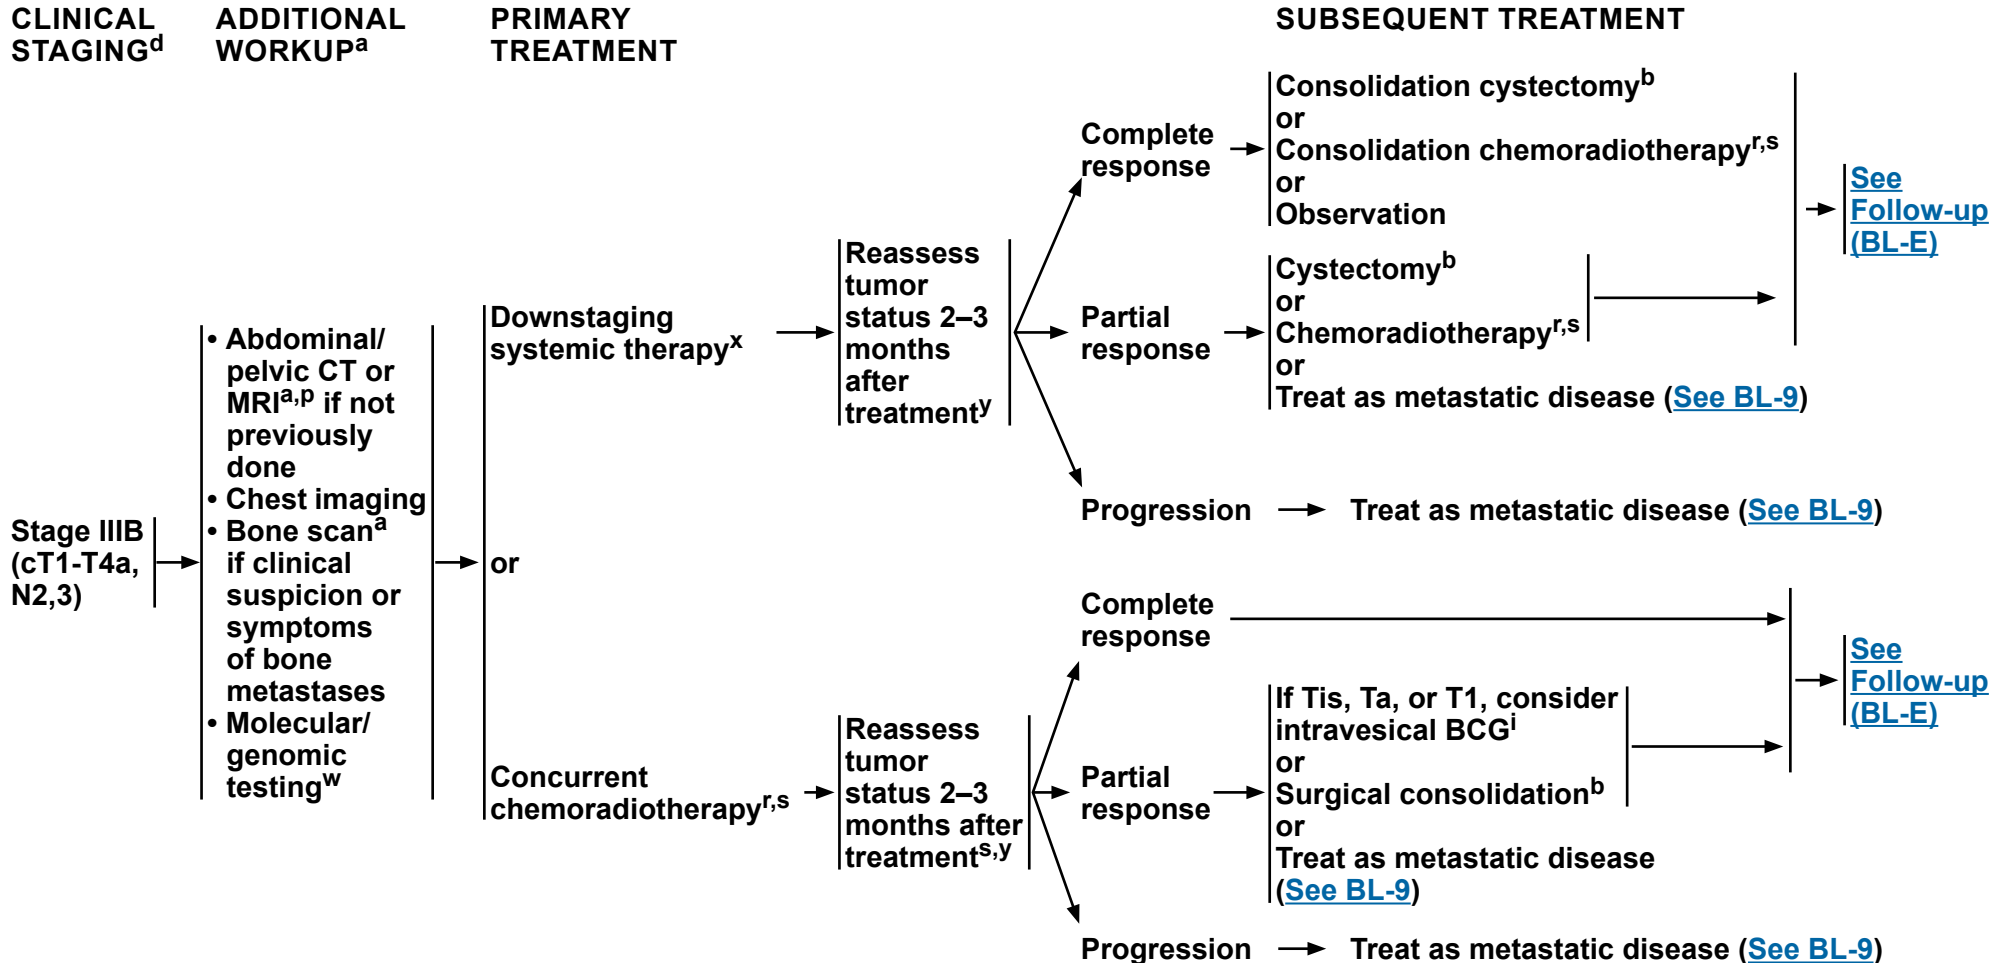 CLINICAL
STAGINGd
ADDITIONAL
WORKUPa
PRIMARY
TREATMENT
SUBSEQUENT TREATMENT
Stage IIIB
(cT1-T4a,
N2,3)
• Abdominal/
pelvic CT or
MRIa,p if not
previously
done
• Chest imaging
• Bone scana
if clinical
suspicion or
symptoms
of bone
metastases
• Molecular/
genomic
testingw
Downstaging
systemic therapyx
or
Concurrent
chemoradiotherapyr,s
Reassess
tumor
status 2–3
months
after
treatmenty
Complete
response
Consolidation cystectomyb
or
Consolidation chemoradiotherapyr,s
or
Observation
Partial
response
Cystectomyb
or
Chemoradiotherapyr,s
or
Treat as metastatic disease (See BL-9)
Progression
Treat as metastatic disease (See BL-9)
See
Follow-up
(BL-E)
Reassess
tumor
status 2–3
months after
treatments,y
Complete
response
Partial
response
If Tis, Ta, or T1, consider
intravesical BCGi
or
Surgical consolidationb
or
Treat as metastatic disease
(See BL-9)
Progression
Treat as metastatic disease (See BL-9)
See
Follow-up
(BL-E)